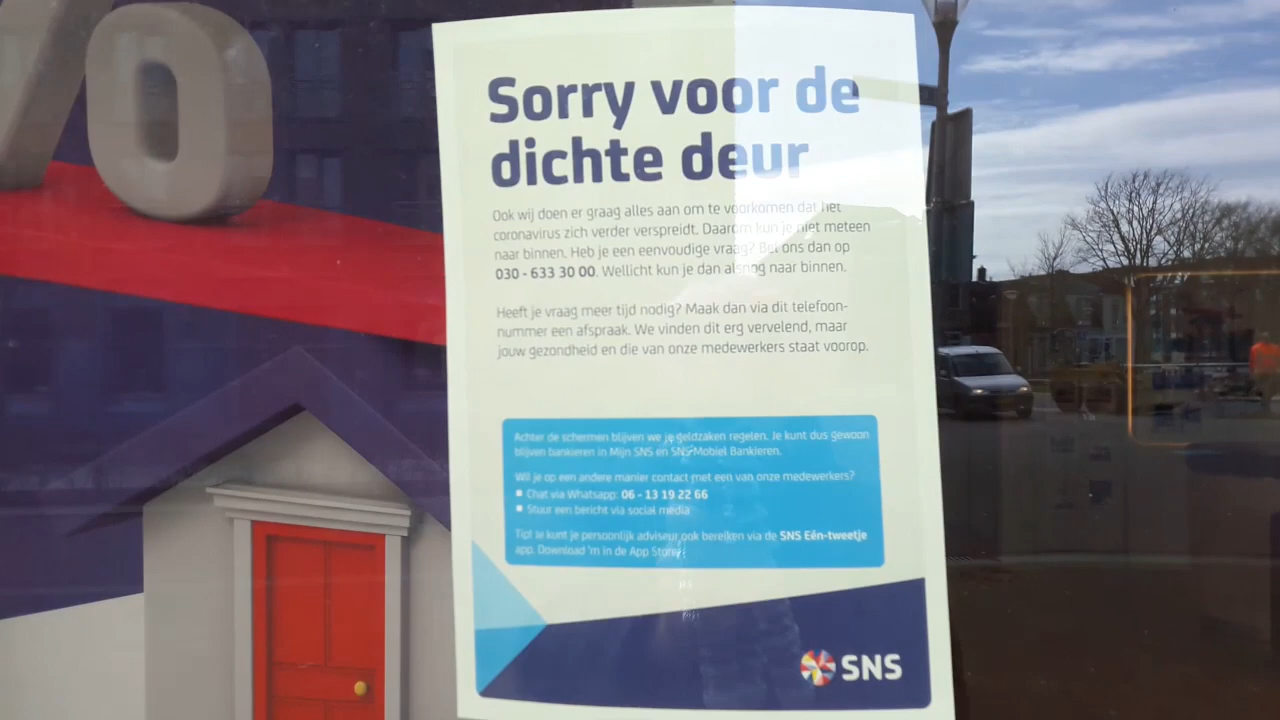 %
Sorry voor de
dichte deur
Ook wij doen er graag alles aan om te voorkomen dat het
coronavirus zich verder verspreidt. Daarom kun je niet meteen
naar binnen. Heb je een eenvoudige vraag? Bel ons dan op
030 - 633 30 00. Wellicht kun je dan alsnog naar binnen.
Heeft je vraag meer tijd nodig? Maak dan via dit telefoon-
nummer een afspraak. We vinden dit erg vervelend, maar
jouw gezondheid en die van onze medewerkers staat voorop.
Achter de schermen blijven we je geldzaken regelen. Je kunt dus gewoon
blijven bankieren in Mijn SNS en SNS Mobiel Bankieren.
Wil je op een andere manier contact met een van onze medewerkers?
▪ Chat via Whatsapp: 06 - 13 19 22 66
▪ Stuur een bericht via social media
Tip! Je kunt je persoonlijk adviseur ook bereiken via de SNS Eén-tweetje
app. Download 'm in de App Store!
SNS